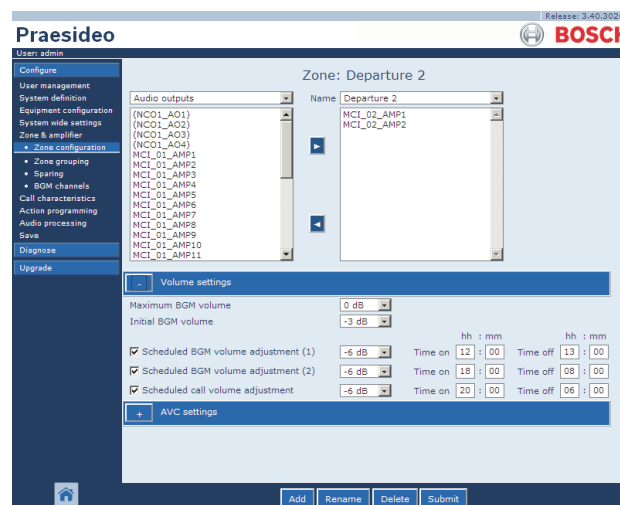 Release: 3.40.302
Praesideo
BOSCH
User: admin
Configure
User management
System definition
Equipment configuration
System wide settings
Zone & amplifier
• Zone configuration
• Zone grouping
• Sparing
• BGM channels
Call characteristics
Action programming
Audio processing
Save
Diagnose
Upgrade
Zone: Departure 2
Audio outputs
Name Departure 2
(NCO1_AO1)
(NCO1_AO2)
(NCO1_AO3)
(NCO1_AO4)
MCI_01_AMP1
MCI_01_AMP2
MCI_01_AMP3
MCI_01_AMP4
MCI_01_AMP5
MCI_01_AMP6
MCI_01_AMP7
MCI_01_AMP8
MCI_01_AMP9
MCI_01_AMP10
MCI_01_AMP11
MCI_02_AMP1
MCI_02_AMP2
- Volume settings
Maximum BGM volume 0 dB
Initial BGM volume -3 dB
hh : mm hh : mm
Scheduled BGM volume adjustment (1) -6 dB Time on 12 : 00 Time off 13 : 00
Scheduled BGM volume adjustment (2) -6 dB Time on 18 : 00 Time off 08 : 00
Scheduled call volume adjustment -6 dB Time on 20 : 00 Time off 06 : 00
+ AVC settings
Add Rename Delete Submit